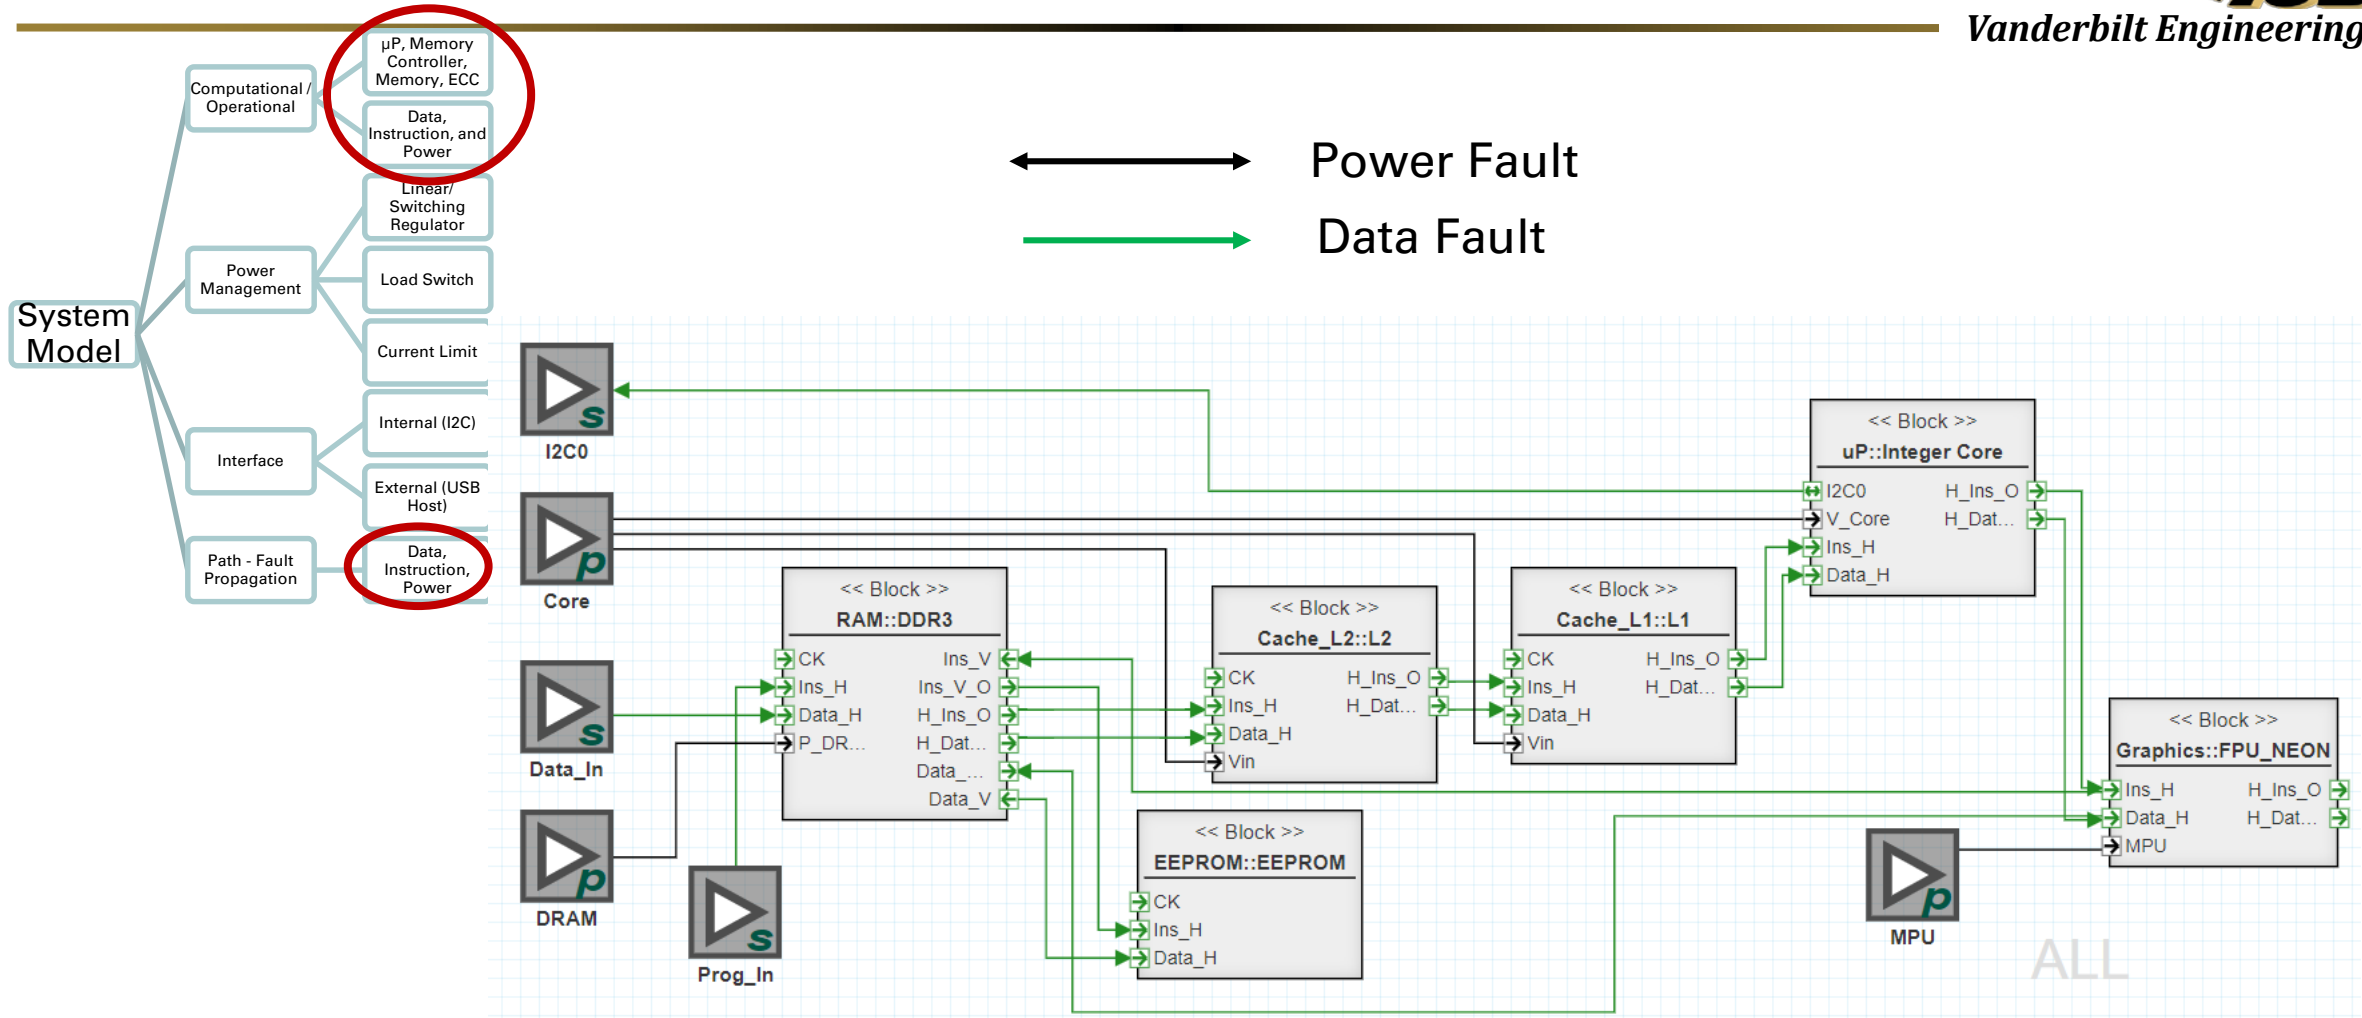 Vanderbilt Engineering
System
Model
Computational /
Operational
µP, Memory
Controller,
Memory, ECC
Data,
Instruction, and
Power
Power
Management
Linear/
Switching
Regulator
Load Switch
Current Limit
Interface
Internal (I2C)
External (USB
Host)
Path - Fault
Propagation
Data,
Instruction,
Power
Power Fault
Data Fault
s
I2C0
p
Core
s
Data_In
p
DRAM
s
Prog_In
<< Block >>
RAM::DDR3
CK
Ins_H
Data_H
P_DR...
Ins_V
Ins_V_O
H_Ins_O
H_Dat...
Data_...
Data_V
<< Block >>
Cache_L2::L2
CK
Ins_H
Data_H
Vin
H_Ins_O
H_Dat...
<< Block >>
EEPROM::EEPROM
CK
Ins_H
Data_H
<< Block >>
Cache_L1::L1
CK
Ins_H
Data_H
Vin
H_Ins_O
H_Dat...
<< Block >>
uP::Integer Core
I2C0
V_Core
Ins_H
Data_H
H_Ins_O
H_Dat...
<< Block >>
Graphics::FPU_NEON
Ins_H
Data_H
MPU
H_Ins_O
H_Dat...
p
MPU
ALL